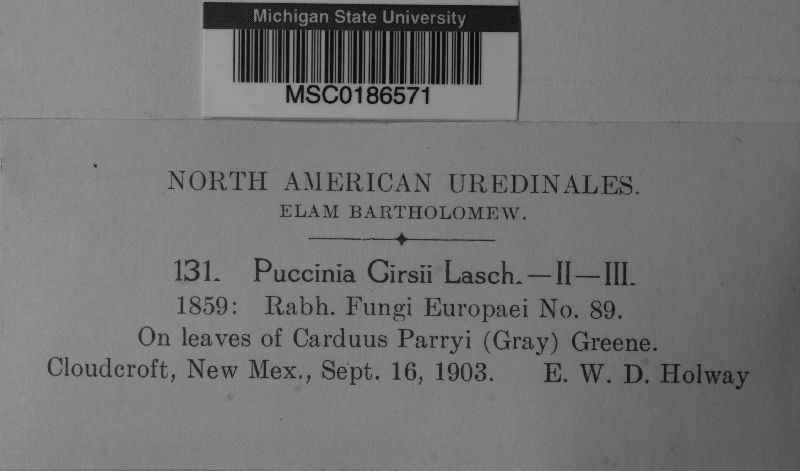 Michigan State University
MSC0186571
NORTH AMERICAN UREDINALES.
ELAM BARTHOLOMEW.
131. Puccinia Cirsii Lasch.—II—III.
1859: Rabh. Fungi Europaei No. 89.
On leaves of Carduus Parryi (Gray) Greene.
Cloudcroft, New Mex., Sept. 16, 1903. E. W. D. Holway